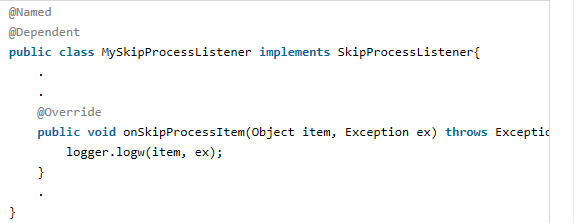 @Named
@Dependent
public class MySkipProcessListener implements SkipProcessListener{
.
.
@Override
public void onSkipProcessItem(Object item, Exception ex) throws Exceptio
logger.logw(item, ex);
}
.
}